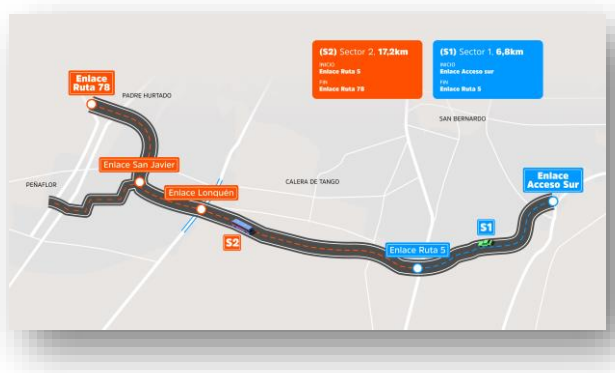 (S2) Sector 2, 17,2km
INICIO
Enlace Ruta 5
FIN
Enlace Ruta 78
(S1) Sector 1, 6,8km
INICIO
Enlace Acceso sur
FIN
Enlace Ruta 5
Enlace
Ruta 78
PADRE HURTADO
SAN BERNARDO
Enlace San Javier
Enlace
Acceso Sur
PEÑAFLOR
CALERA DE TANGO
Enlace Lonquén
S1
S2
Enlace Ruta 5